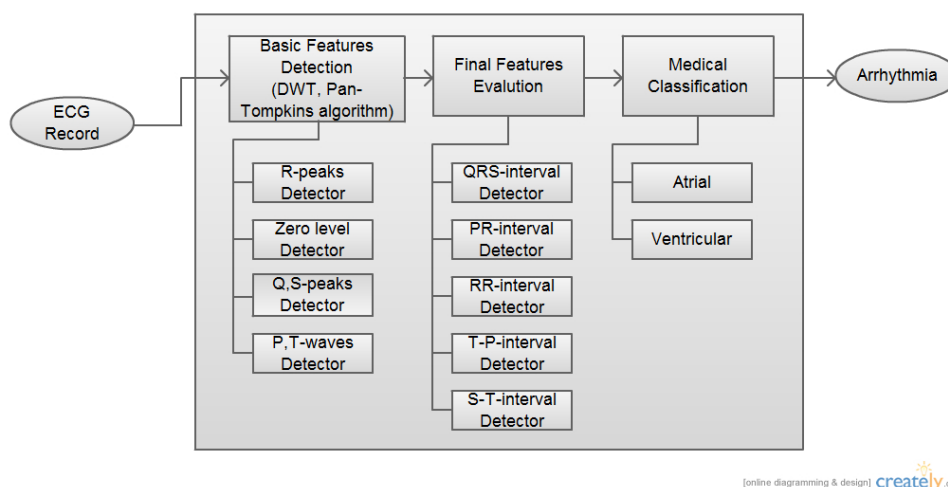 Basic Features
Detection
(DWT, Pan-
Tompkins algorithm)
Final Features
Evalution
Medical
Classification
Arrhythmia
ECG
Record
R-peaks
Detector
QRS-interval
Detector
Atrial
Zero level
Detector
PR-interval
Detector
Ventricular
Q,S-peaks
Detector
RR-interval
Detector
P,T-waves
Detector
T-P-interval
Detector
S-T-interval
Detector
[online diagramming & design] creately.c